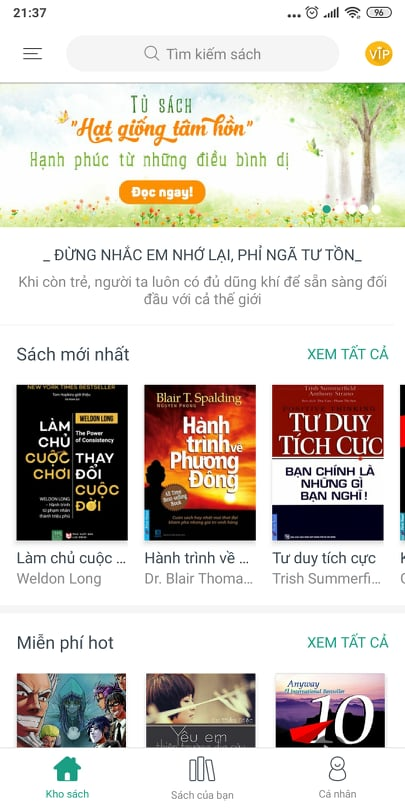 21:37
96
Tìm kiếm sách
VIP
TỦ SÁCH
"Hạt giống tâm hồn"
Hạnh phúc từ những điều bình dị
Đọc ngay!
_ ĐỪNG NHẮC EM NHỚ LẠI, PHỈ NGÃ TƯ TỒN_
Khi còn trẻ, người ta luôn có đủ dũng khí để sẵn sàng đối
đầu với cả thế giới
Sách mới nhất
XEM TẤT CẢ
NEW YORK TIMES BESTSELLER
WELDON LONG
The Power
of Consistency
LÀM
CHỦ
CUỘC
CHƠI
THAY
ĐỔI
CUỘC
ĐỜI
WELDON LONG
Blair T. Spalding
NGUYÊN PHONG
Hành
trình về
Phương
Đông
Trish Summerfield
Anthony Strano
TƯ DUY
TÍCH CỰC
BẠN CHÍNH LÀ
NHỮNG GÌ
BẠN NGHĨ !
Làm chủ cuộc ...
Weldon Long
Hành trình về ...
Dr. Blair Thoma...
Tư duy tích cực
Trish Summerfi...
Miễn phí hot
XEM TẤT CẢ
Yêu em
Anyway
International Bestseller
10
Kho sách
Sách của bạn
Cá nhân